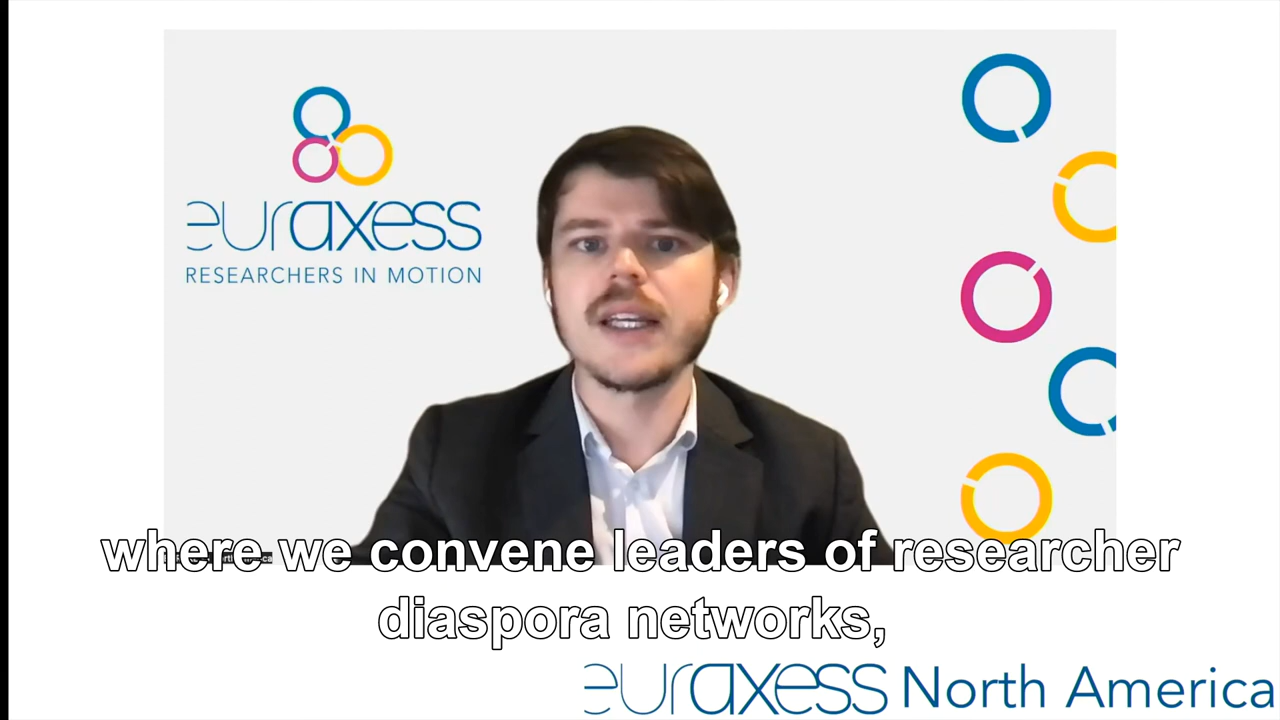 euraxess
RESEARCHERS IN MOTION
where we convene leaders of researcher
diaspora networks,
euraxess North America